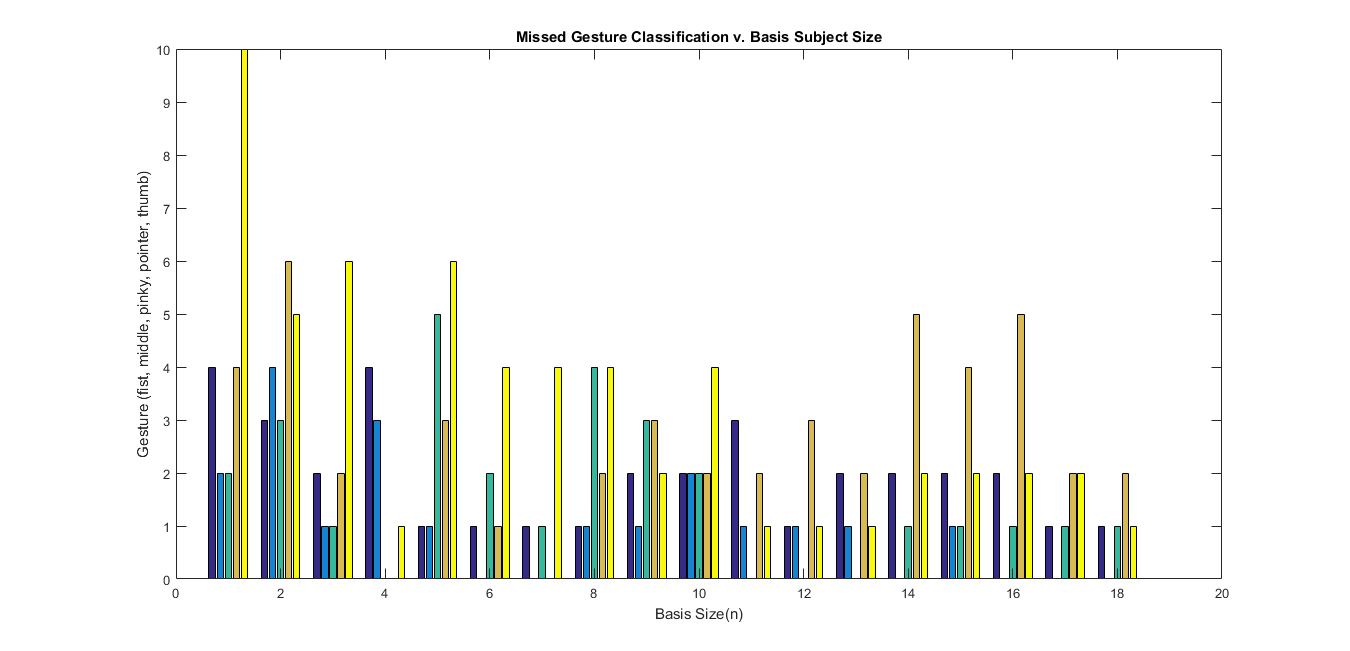 Missed Gesture Classification v. Basis Subject Size
Gesture (fist, middle, pinky, pointer, thumb)
10
9
8
7
6
5
4
3
2
1
0
0 2 4 6 8 10 12 14 16 18 20
Basis Size(n)